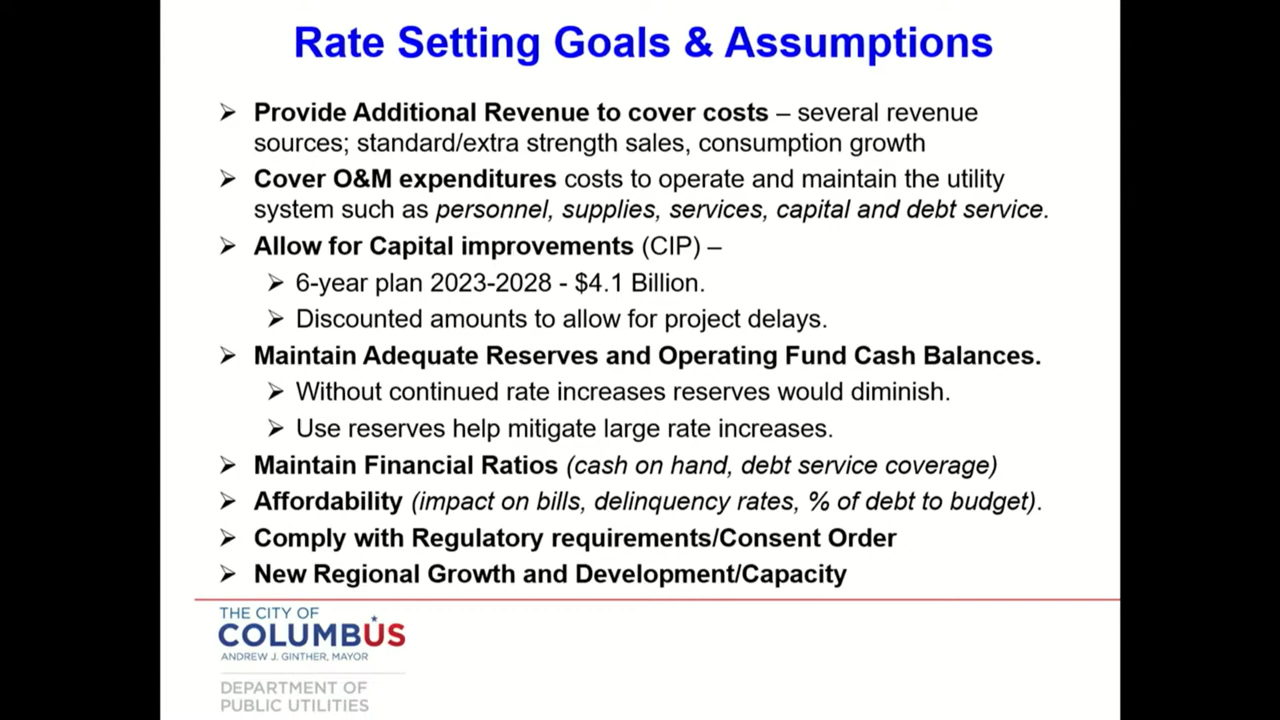 Rate Setting Goals & Assumptions
➢ Provide Additional Revenue to cover costs – several revenue
sources; standard/extra strength sales, consumption growth
➢ Cover O&M expenditures costs to operate and maintain the utility
system such as personnel, supplies, services, capital and debt service.
➢ Allow for Capital improvements (CIP) –
➢ 6-year plan 2023-2028 - $4.1 Billion.
➢ Discounted amounts to allow for project delays.
➢ Maintain Adequate Reserves and Operating Fund Cash Balances.
➢ Without continued rate increases reserves would diminish.
➢ Use reserves help mitigate large rate increases.
➢ Maintain Financial Ratios (cash on hand, debt service coverage)
➢ Affordability (impact on bills, delinquency rates, % of debt to budget).
➢ Comply with Regulatory requirements/Consent Order
➢ New Regional Growth and Development/Capacity
THE CITY OF
COLUMBUS
ANDREW J. GINTHER, MAYOR
DEPARTMENT OF
PUBLIC UTILITIES